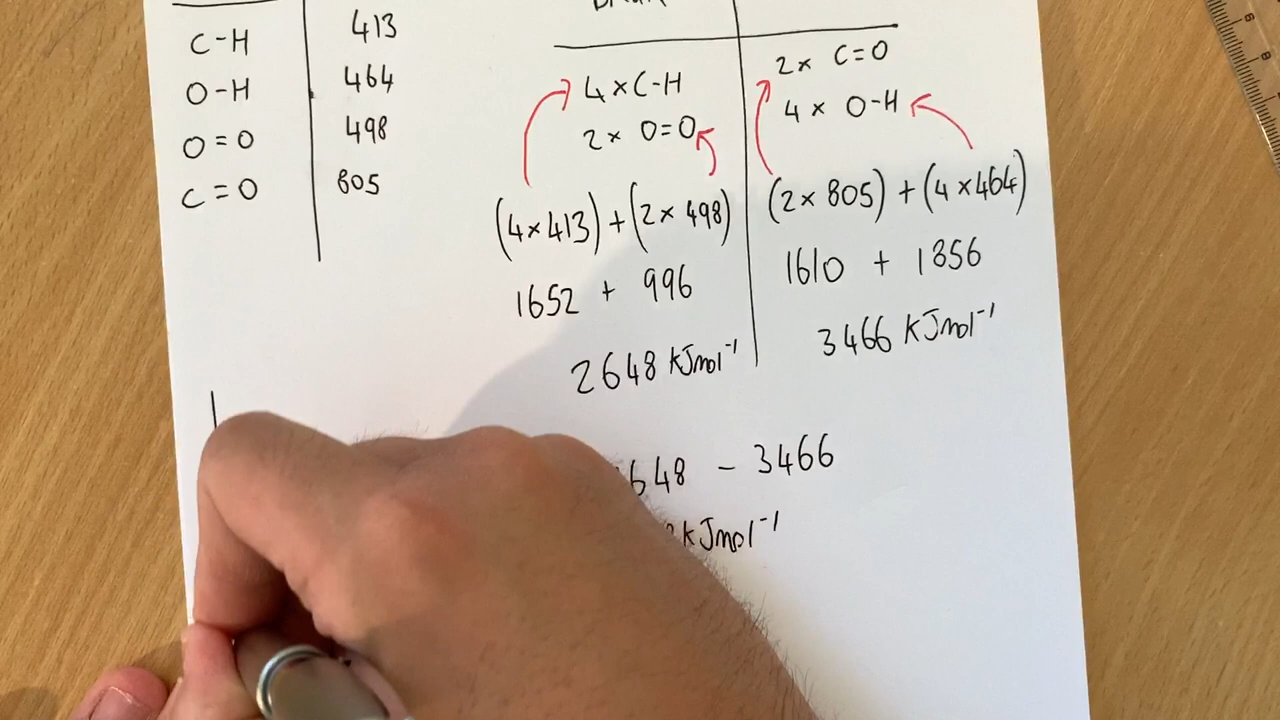 C-H 413
O-H 464
O=O 498
C=O 805
4 x C-H
2 x O=O
(4 x 413) + (2 x 498)
1652 + 996
2648 kJmol⁻¹
2 x C=O
4 x O-H
(2 x 805) + (4 x 464)
1610 + 1856
3466 kJmol⁻¹
648 - 3466
kJmol⁻¹